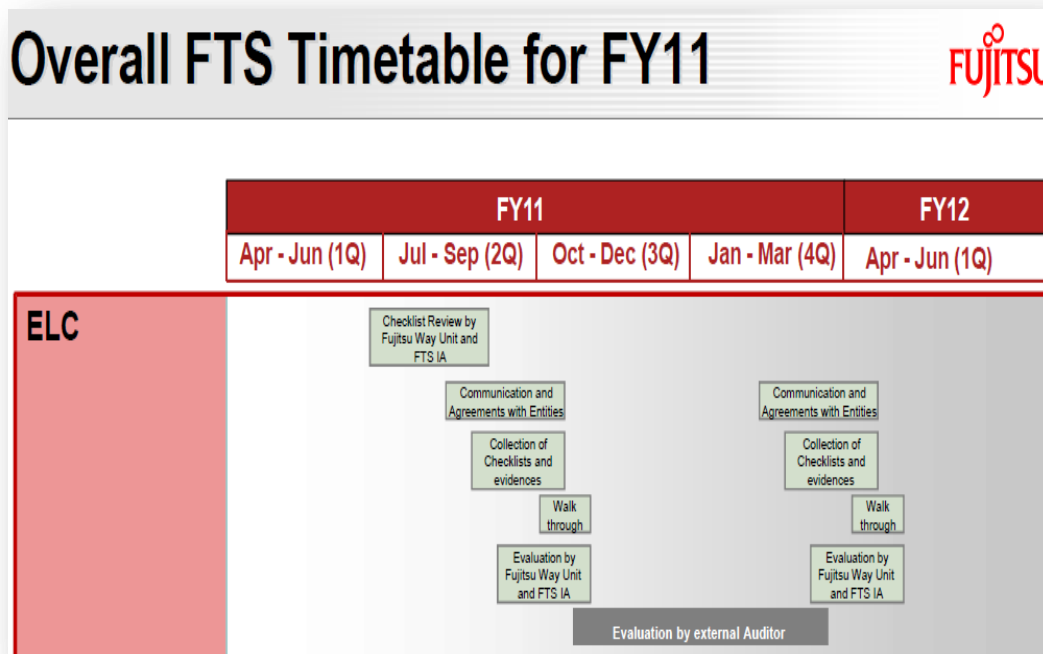 Overall FTS Timetable for FY11
FUJITSU
FY11
FY12
Apr - Jun (1Q)
Jul - Sep (2Q)
Oct - Dec (3Q)
Jan - Mar (4Q)
Apr - Jun (1Q)
ELC
Checklist Review by
Fujitsu Way Unit and
FTS IA
Communication and
Agreements with Entities
Communication and
Agreements with Entities
Collection of
Checklists and
evidences
Collection of
Checklists and
evidences
Walk
through
Walk
through
Evaluation by
Fujitsu Way Unit
and FTS IA
Evaluation by
Fujitsu Way Unit
and FTS IA
Evaluation by external Auditor